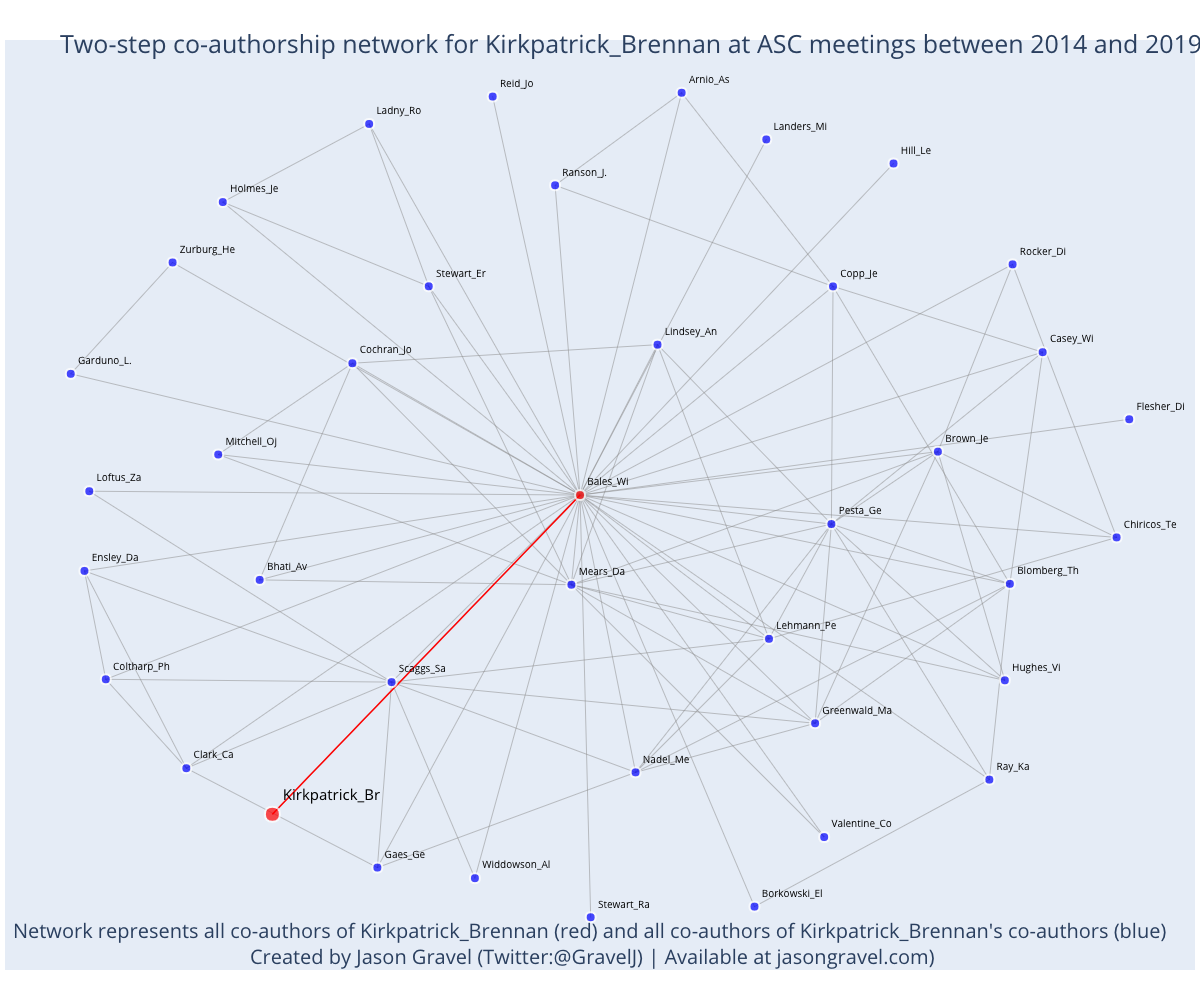 Two-step co-authorship network for Kirkpatrick_Brennan at ASC meetings between 2014 and 2019
Reid_Jo
Arnio_As
Ladny_Ro
Landers_Mi
Hill_Le
Ranson_J.
Holmes_Je
Zurburg_He
Rocker_Di
Stewart_Er
Copp_Je
Lindsey_An
Casey_Wi
Cochran_Jo
Garduno_L.
Flesher_Di
Mitchell_Oj
Brown_Je
Loftus_Za
Bales_Wi
Pesta_Ge
Chiricos_Te
Ensley_Da
Bhati_Av
Mears_Da
Blomberg_Th
Lehmann_Pe
Coltharp_Ph
Scaggs_Sa
Hughes_Vi
Greenwald_Ma
Clark_Ca
Nadel_Me
Ray_Ka
Kirkpatrick_Br
Valentine_Co
Gaes_Ge
Widdowson_Al
Borkowski_El
Stewart_Ra
Network represents all co-authors of Kirkpatrick_Brennan (red) and all co-authors of Kirkpatrick_Brennan's co-authors (blue)
Created by Jason Gravel (Twitter:@GravelJ) | Available at jasongravel.com)